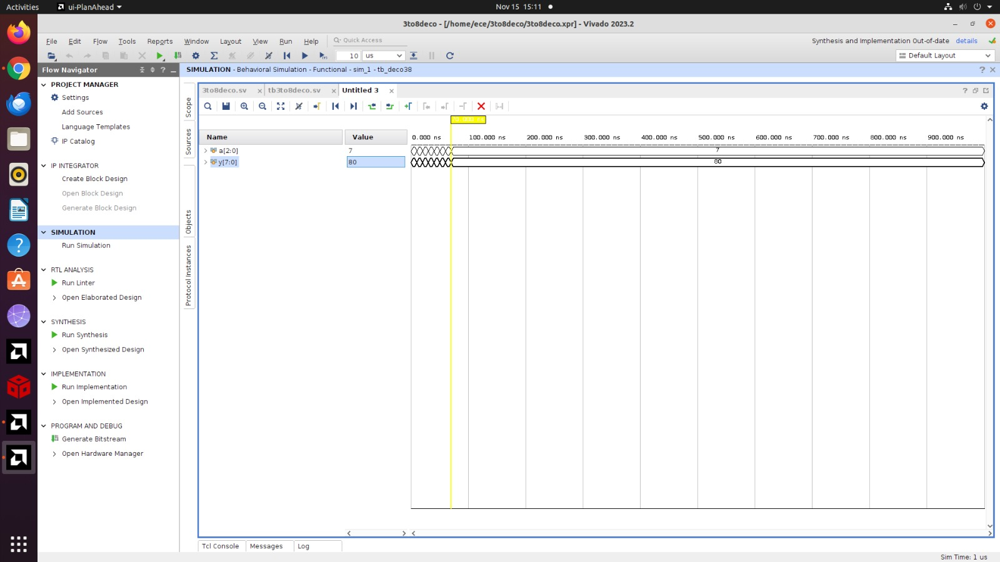 Activities ui-PlanAhead Nov 15 15:11
3to8deco - [/home/ece/3to8deco/3to8deco.xpr] - Vivado 2023.2
File Edit Flow Tools Reports Window Layout View Run Help Quick Access Synthesis and Implementation Out-of-date details
10 us Default Layout
Flow Navigator
SIMULATION - Behavioral Simulation - Functional - sim_1 - tb_deco38
PROJECT MANAGER
Settings
Add Sources
Language Templates
IP Catalog
IP INTEGRATOR
Create Block Design
Open Block Design
Generate Block Design
SIMULATION
Run Simulation
RTL ANALYSIS
Run Linter
Open Elaborated Design
SYNTHESIS
Run Synthesis
Open Synthesized Design
IMPLEMENTATION
Run Implementation
Open Implemented Design
PROGRAM AND DEBUG
Generate Bitstream
Open Hardware Manager
Scope
Sources
Objects
Protocol Instances
3to8deco.sv tb3to8deco.sv Untitled 3
Name Value 0.000 ns 100.000 ns 200.000 ns 300.000 ns 400.000 ns 500.000 ns 600.000 ns 700.000 ns 800.000 ns 900.000 ns
a[2:0] 7 7
y[7:0] 80 80
Tcl Console Messages Log
Sim Time: 1 us